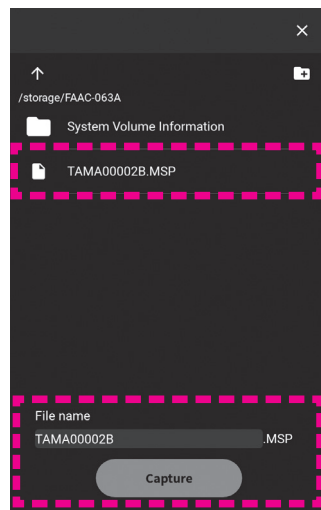 /storage/FAAC-063A
System Volume Information
TAMA00002B.MSP
File name
TAMA00002B .MSP
Capture